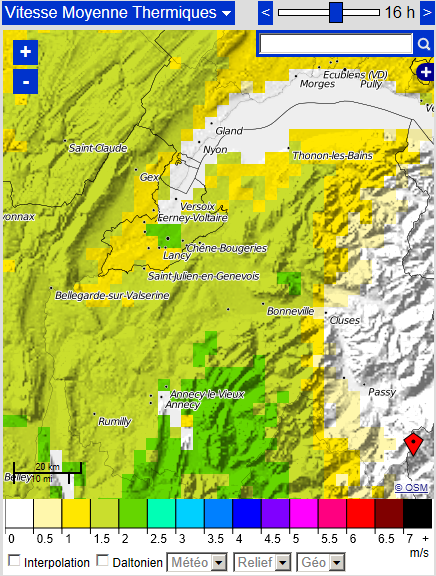 Vitesse Moyenne Thermiques
< 16 h >
+
-
+
Ecublens (VD)
Morges
Pully
Gland
Nyon
Saint-Claude
Thonon-les-Bains
Gex
Versoix
yonnax
Ferney-Voltaire
Chêne-Bougeries
Lancy
Saint-Julien-en-Genevois
Bellegarde-sur-Valserine
Bonneville
Cluses
Annecy le Vieux
Passy
Annecy
Rumilly
20 km
10 mi
Belley
© OSM
0 0.5 1 1.5 2 2.5 3 3.5 4 4.5 5 5.5 6 6.5 7 +
m/s
Interpolation Daltonien Météo Relief Géo